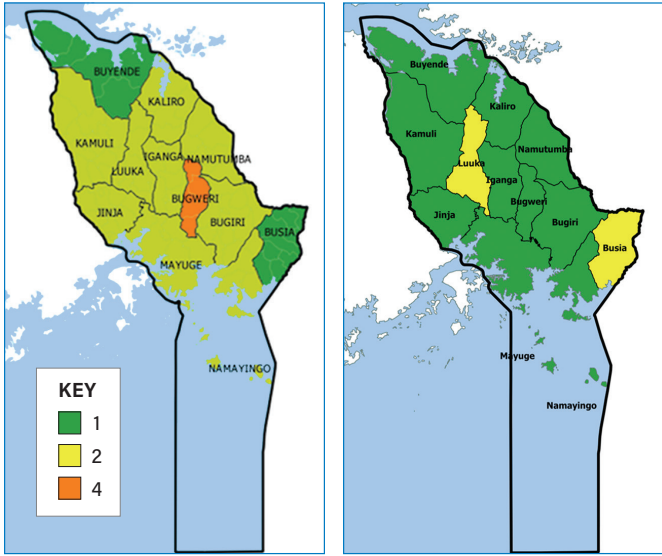 BUYENDE
KALIRO
KAMULI
IGANGA
NAMUTUMBA
LUUKA
BUGWERI
JINJA
BUGIRI
BUSIA
MAYUGE
NAMAYINGO
KEY
1
2
4
Buyende
Kaliro
Kamuli
Namutumba
Luuka
Iganga
Bugweri
Jinja
Bugiri
Busia
Mayuge
Namayingo